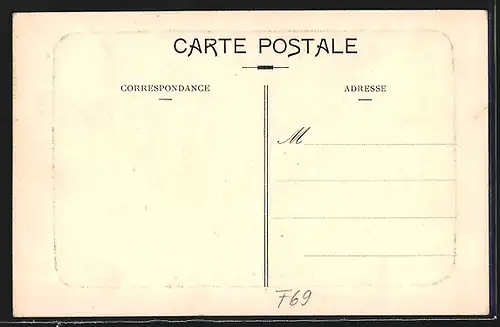 CARTE POSTALE
CORRESPONDANCE
ADRESSE
M
F69